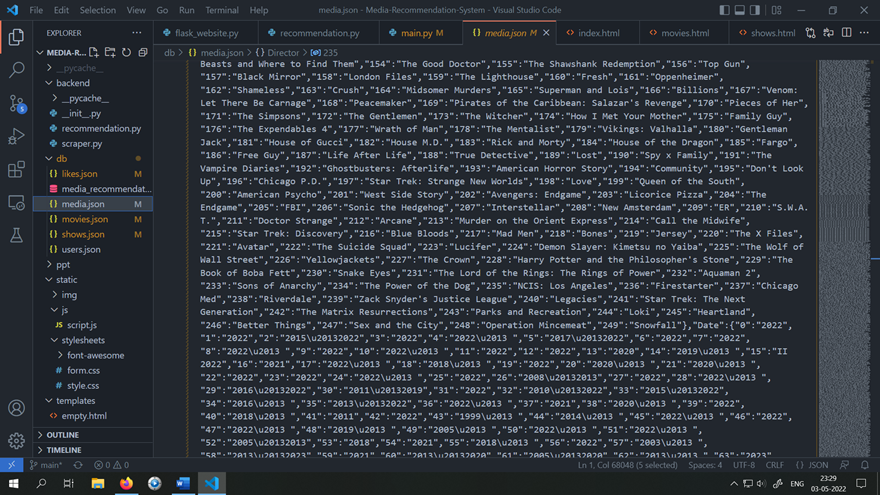 File Edit Selection View Go Run Terminal Help media.json - Media-Recommendation-System - Visual Studio Code
EXPLORER
MEDIA-R...
__pycache__
backend
__pycache__
__init__.py
recommendation.py
scraper.py
db
likes.json
media_recommendat...
media.json
movies.json
shows.json
users.json
ppt
static
img
js
JS script.js
stylesheets
font-awesome
# form.css
# style.css
templates
empty.html
OUTLINE
TIMELINE
flask_website.py recommendation.py main.py M media.json M index.html movies.html shows.html
db > {} media.json > {} Director > 235
Beasts and Where to Find Them","154":"The Good Doctor","155":"The Shawshank Redemption","156":"Top Gun",
"157":"Black Mirror","158":"London Files","159":"The Lighthouse","160":"Fresh","161":"Oppenheimer",
"162":"Shameless","163":"Crush","164":"Midsomer Murders","165":"Superman and Lois","166":"Billions","167":"Venom:
Let There Be Carnage","168":"Peacemaker","169":"Pirates of the Caribbean: Salazar's Revenge","170":"Pieces of Her",
"171":"The Simpsons","172":"The Gentlemen","173":"The Witcher","174":"How I Met Your Mother","175":"Family Guy",
"176":"The Expendables 4","177":"Wrath of Man","178":"The Mentalist","179":"Vikings: Valhalla","180":"Gentleman
Jack","181":"House of Gucci","182":"House M.D.","183":"Rick and Morty","184":"House of the Dragon","185":"Fargo",
"186":"Free Guy","187":"Life After Life","188":"True Detective","189":"Lost","190":"Spy x Family","191":"The
Vampire Diaries","192":"Ghostbusters: Afterlife","193":"American Horror Story","194":"Community","195":"Don't Look
Up","196":"Chicago P.D.","197":"Star Trek: Strange New Worlds","198":"Love","199":"Queen of the South",
"200":"American Psycho","201":"West Side Story","202":"Avengers: Endgame","203":"Licorice Pizza","204":"The
Endgame","205":"FBI","206":"Sonic the Hedgehog","207":"Interstellar","208":"New Amsterdam","209":"ER","210":"S.W.A.
T.","211":"Doctor Strange","212":"Arcane","213":"Murder on the Orient Express","214":"Call the Midwife",
"215":"Star Trek: Discovery","216":"Blue Bloods","217":"Mad Men","218":"Bones","219":"Jersey","220":"The X Files",
"221":"Avatar","222":"The Suicide Squad","223":"Lucifer","224":"Demon Slayer: Kimetsu no Yaiba","225":"The Wolf of
Wall Street","226":"Yellowjackets","227":"The Crown","228":"Harry Potter and the Philosopher's Stone","229":"The
Book of Boba Fett","230":"Snake Eyes","231":"The Lord of the Rings: The Rings of Power","232":"Aquaman 2",
"233":"Sons of Anarchy","234":"The Power of the Dog","235":"NCIS: Los Angeles","236":"Firestarter","237":"Chicago
Med","238":"Riverdale","239":"Zack Snyder's Justice League","240":"Legacies","241":"Star Trek: The Next
Generation","242":"The Matrix Resurrections","243":"Parks and Recreation","244":"Loki","245":"Heartland",
"246":"Better Things","247":"Sex and the City","248":"Operation Mincemeat","249":"Snowfall"},"Date":{"0":"2022",
"1":"2022","2":"2015\u20132022","3":"2022","4":"2022\u2013 ","5":"2017\u20132022","6":"2022","7":"2022",
"8":"2022\u2013 ","9":"2022","10":"2022\u2013 ","11":"2022","12":"2022","13":"2020","14":"2019\u2013 ","15":"II
2022","16":"2021","17":"2022\u2013 ","18":"2018\u2013 ","19":"2022","20":"2020\u2013 ","21":"2020\u2013 ",
"22":"2022","23":"2022","24":"2022\u2013 ","25":"2022","26":"2008\u20132013","27":"2022","28":"2022\u2013 ",
"29":"2016\u20132022","30":"2011\u20132019","31":"2022","32":"2010\u20132022","33":"2015\u20132022",
"34":"2016\u2013 ","35":"2013\u20132022","36":"2022\u2013 ","37":"2021","38":"2020\u2013 ","39":"2022",
"40":"2018\u2013 ","41":"2011","42":"2022","43":"1999\u2013 ","44":"2014\u2013 ","45":"2022\u2013 ","46":"2022",
"47":"2022","48":"2019\u2013 ","49":"2005\u2013 ","50":"2022\u2013 ","51":"2022\u2013 ",
"52":"2005\u20132013","53":"2018","54":"2021","55":"2018\u2013 ","56":"2022","57":"2003\u2013 ",
main* 0 0 Ln 1, Col 68048 (5 selected) Spaces: 4 UTF-8 CRLF {} JSON
5
ENG 23:29
03-05-2022